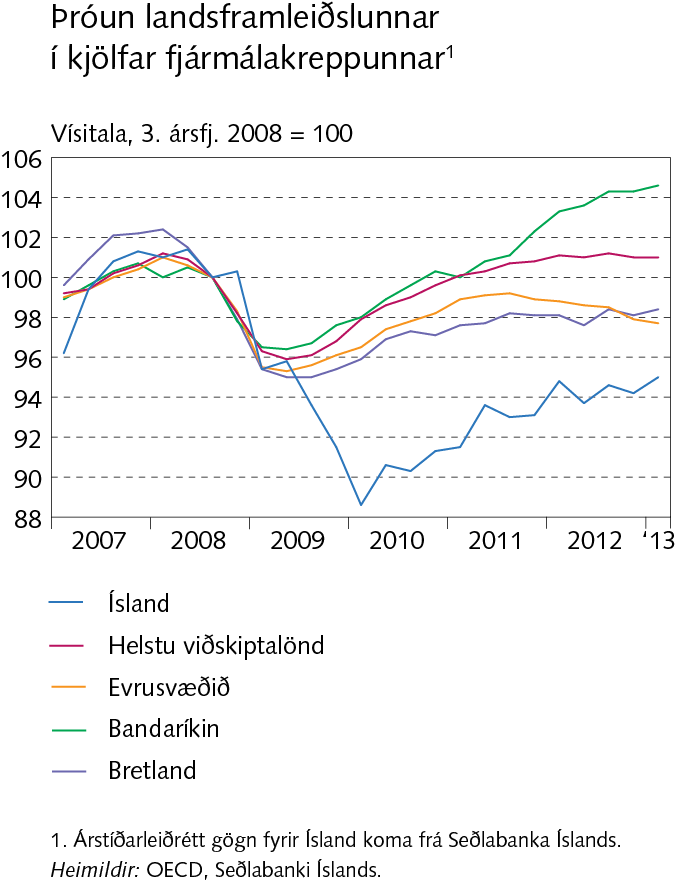 Þróun landsframleiðslunnar
í kjölfar fjármálakreppunnar¹
Vísitala, 3. ársfj. 2008 = 100
106
104
102
100
98
96
94
92
90
88
2007 2008 2009 2010 2011 2012 '13
Ísland
Helstu viðskiptalönd
Evrusvæðið
Bandaríkin
Bretland
1. Árstíðarleiðrétt gögn fyrir Ísland koma frá Seðlabanka Íslands.
Heimildir: OECD, Seðlabanki Íslands.